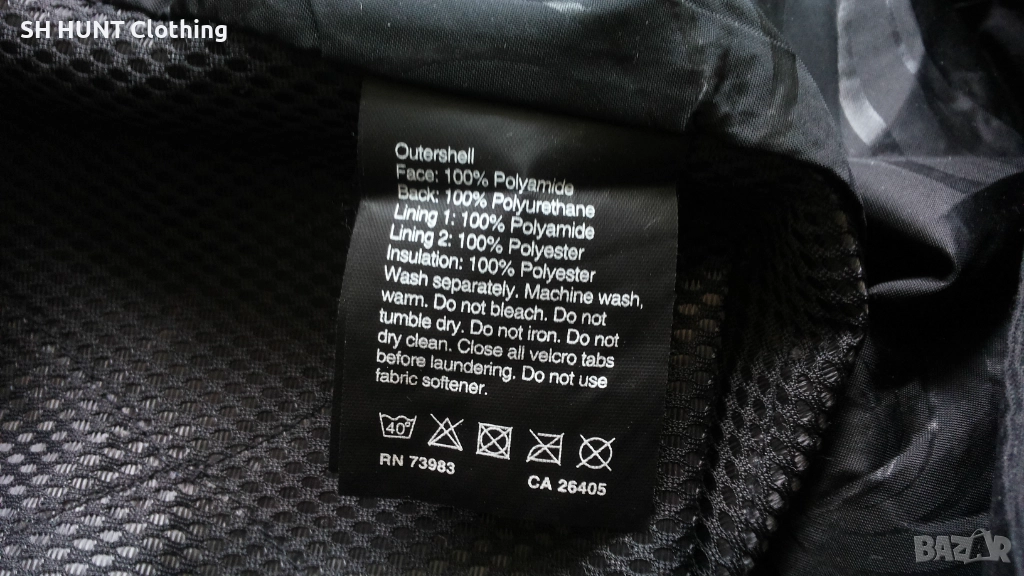 SH HUNT Clothing
Outershell
Face: 100% Polyamide
Back: 100% Polyurethane
Lining 1: 100% Polyamide
Lining 2: 100% Polyester
Insulation: 100% Polyester
Wash separately. Machine wash,
warm. Do not bleach. Do not
tumble dry. Do not iron. Do not
dry clean. Close all velcro tabs
before laundering. Do not use
fabric softener.
40°
RN 73983
CA 26405
BAZAR